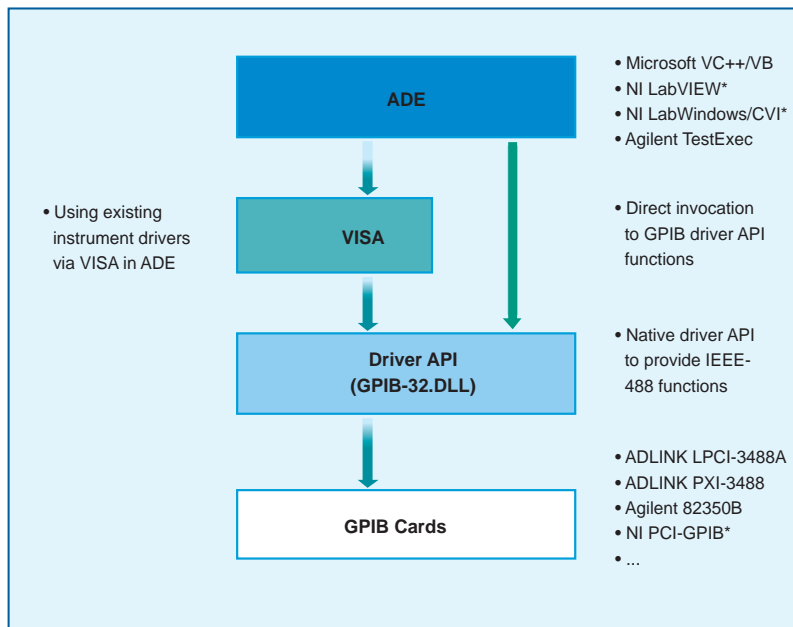 ADE
• Microsoft VC++/VB
• NI LabVIEW*
• NI LabWindows/CVI*
• Agilent TestExec
• Using existing
instrument drivers
via VISA in ADE
VISA
• Direct invocation
to GPIB driver API
functions
Driver API
(GPIB-32.DLL)
• Native driver API
to provide IEEE-
488 functions
GPIB Cards
• ADLINK LPCI-3488A
• ADLINK PXI-3488
• Agilent 82350B
• NI PCI-GPIB*
• ...